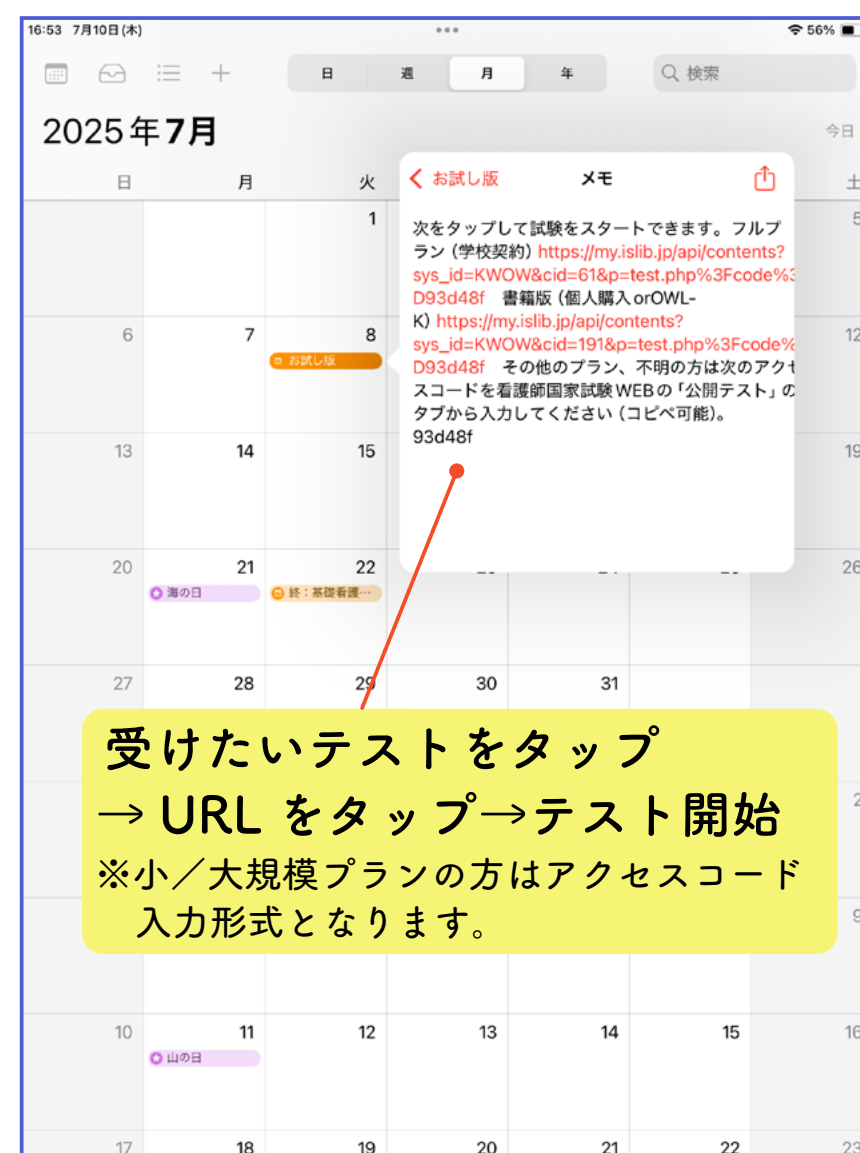 16:53 7月10日(木)
56%
日 週 月 年
検索
2025年7月
今日
日 月 火 土
お試し版 メモ
次をタップして試験をスタートできます。フルプ
ラン（学校契約）https://my.islib.jp/api/contents?
sys_id=KWOW&cid=61&p=test.php%3Fcode%3
D93d48f　書籍版（個人購入orOWL-
K）https://my.islib.jp/api/contents?
sys_id=KWOW&cid=191&p=test.php%3Fcode%
D93d48f　その他のプラン、不明の方は次のアクセ
スコードを看護師国家試験WEBの「公開テスト」の
タブから入力してください（コピペ可能）。
93d48f
1 5
6 7 8 12
お試し版
13 14 15 19
20 21 22 26
海の日 終：基礎看護…
27 28 29 30 31
受けたいテストをタップ
→URLをタップ→テスト開始
※小／大規模プランの方はアクセスコード
入力形式となります。
2
9
10 11 12 13 14 15 16
山の日
17 18 19 20 21 22 23